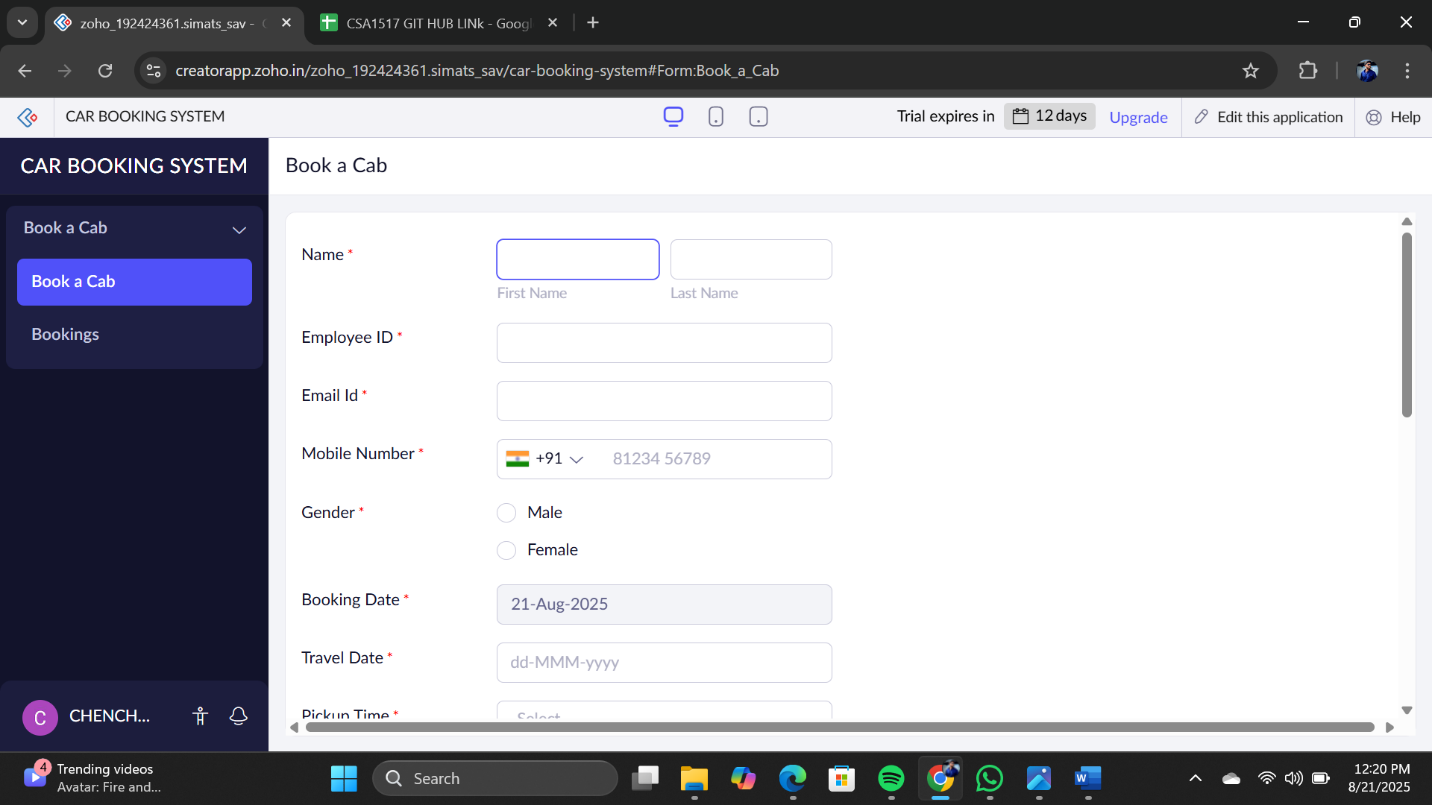 zoho_192424361.simats_sav -
CSA1517 GIT HUB LINk - Goog
creatorapp.zoho.in/zoho_192424361.simats_sav/car-booking-system#Form:Book_a_Cab
CAR BOOKING SYSTEM
Trial expires in
12 days
Upgrade
Edit this application
Help
CAR BOOKING SYSTEM
Book a Cab
Book a Cab
Book a Cab
Bookings
Name *
First Name
Last Name
Employee ID *
Email Id *
Mobile Number *
+91
81234 56789
Gender *
Male
Female
Booking Date *
21-Aug-2025
Travel Date *
dd-MMM-yyyy
Pickup Time *
Select
C
CHENCH...
4
Trending videos
Avatar: Fire and...
Search
W
12:20 PM
8/21/2025